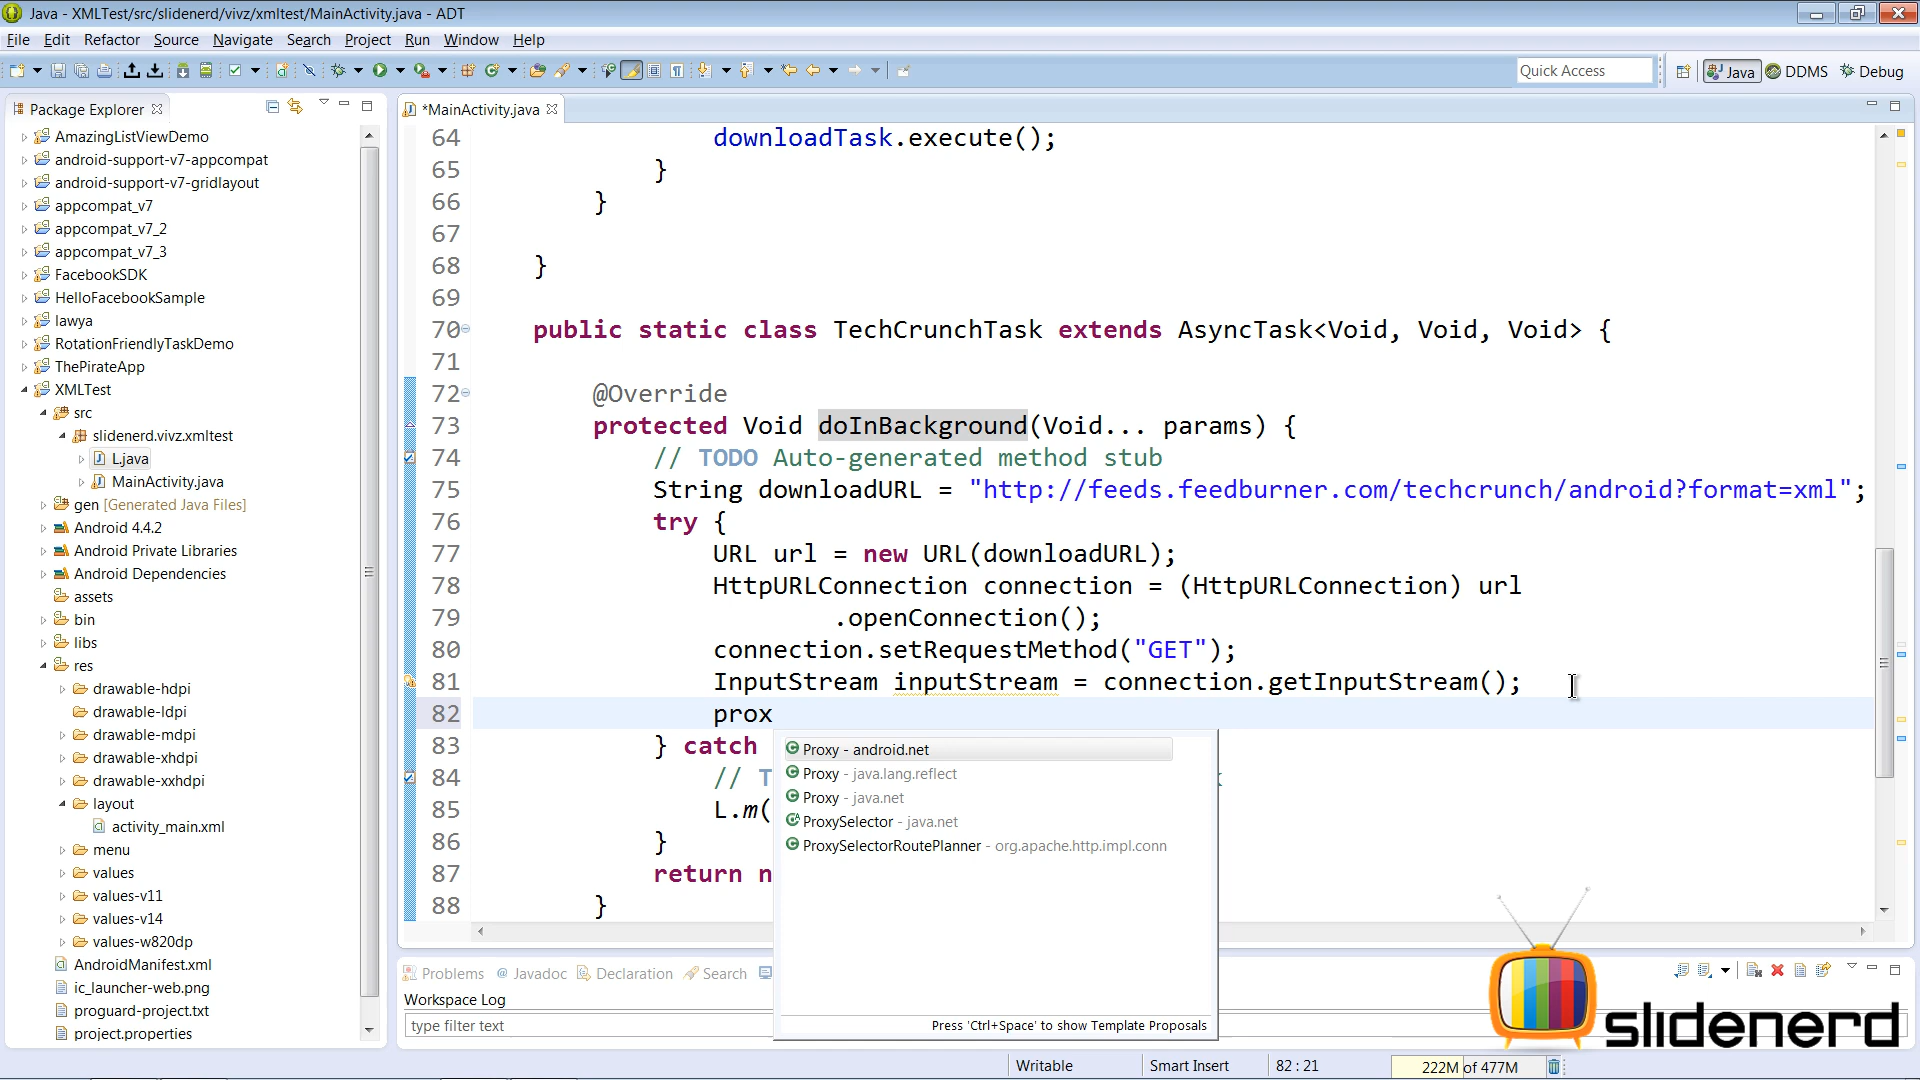 Java - XMLTest/src/slidenerd/vivz/xmltest/MainActivity.java - ADT
File Edit Refactor Source Navigate Search Project Run Window Help
Quick Access
Java
DDMS
Debug
Package Explorer
AmazingListViewDemo
android-support-v7-appcompat
android-support-v7-gridlayout
appcompat_v7
appcompat_v7_2
appcompat_v7_3
FacebookSDK
HelloFacebookSample
lawya
RotationFriendlyTaskDemo
ThePirateApp
XMLTest
src
slidenerd.vivz.xmltest
L.java
MainActivity.java
gen [Generated Java Files]
Android 4.4.2
Android Private Libraries
Android Dependencies
assets
bin
libs
res
drawable-hdpi
drawable-ldpi
drawable-mdpi
drawable-xhdpi
drawable-xxhdpi
layout
activity_main.xml
menu
values
values-v11
values-v14
values-w820dp
AndroidManifest.xml
ic_launcher-web.png
proguard-project.txt
project.properties
*MainActivity.java
64 downloadTask.execute();
65 }
66 }
67
68 }
69
70 public static class TechCrunchTask extends AsyncTask<Void, Void, Void> {
71
72 @Override
73 protected Void doInBackground(Void... params) {
74 // TODO Auto-generated method stub
75 String downloadURL = "http://feeds.feedburner.com/techcrunch/android?format=xml";
76 try {
77 URL url = new URL(downloadURL);
78 HttpURLConnection connection = (HttpURLConnection) url
79 .openConnection();
80 connection.setRequestMethod("GET");
81 InputStream inputStream = connection.getInputStream();
82 prox
83 } catch
84 // T
85 L.m(
86 }
87 return n
88 }
Proxy - android.net
Proxy - java.lang.reflect
Proxy - java.net
ProxySelector - java.net
ProxySelectorRoutePlanner - org.apache.http.impl.conn
Press 'Ctrl+Space' to show Template Proposals
Problems @ Javadoc Declaration Search
Workspace Log
type filter text
slidenerd
Writable
Smart Insert
82 : 21
222M of 477M